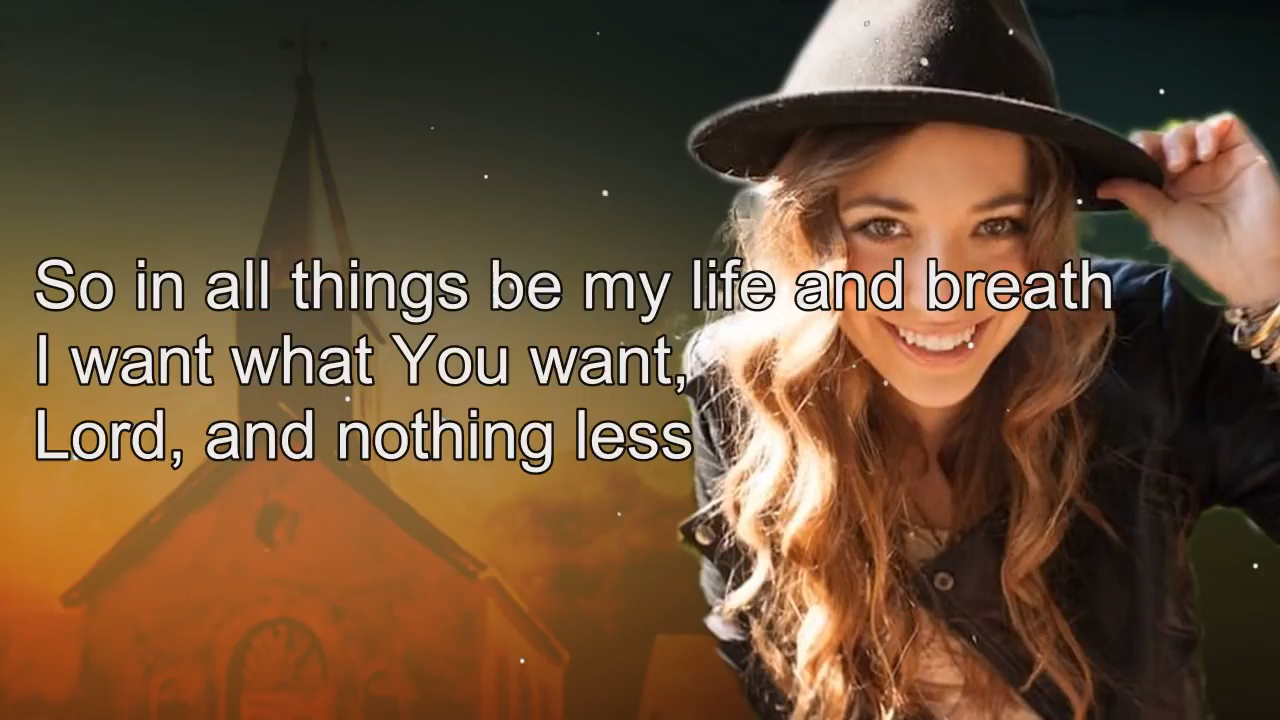 So in all things be my life and breath
I want what You want,
Lord, and nothing less